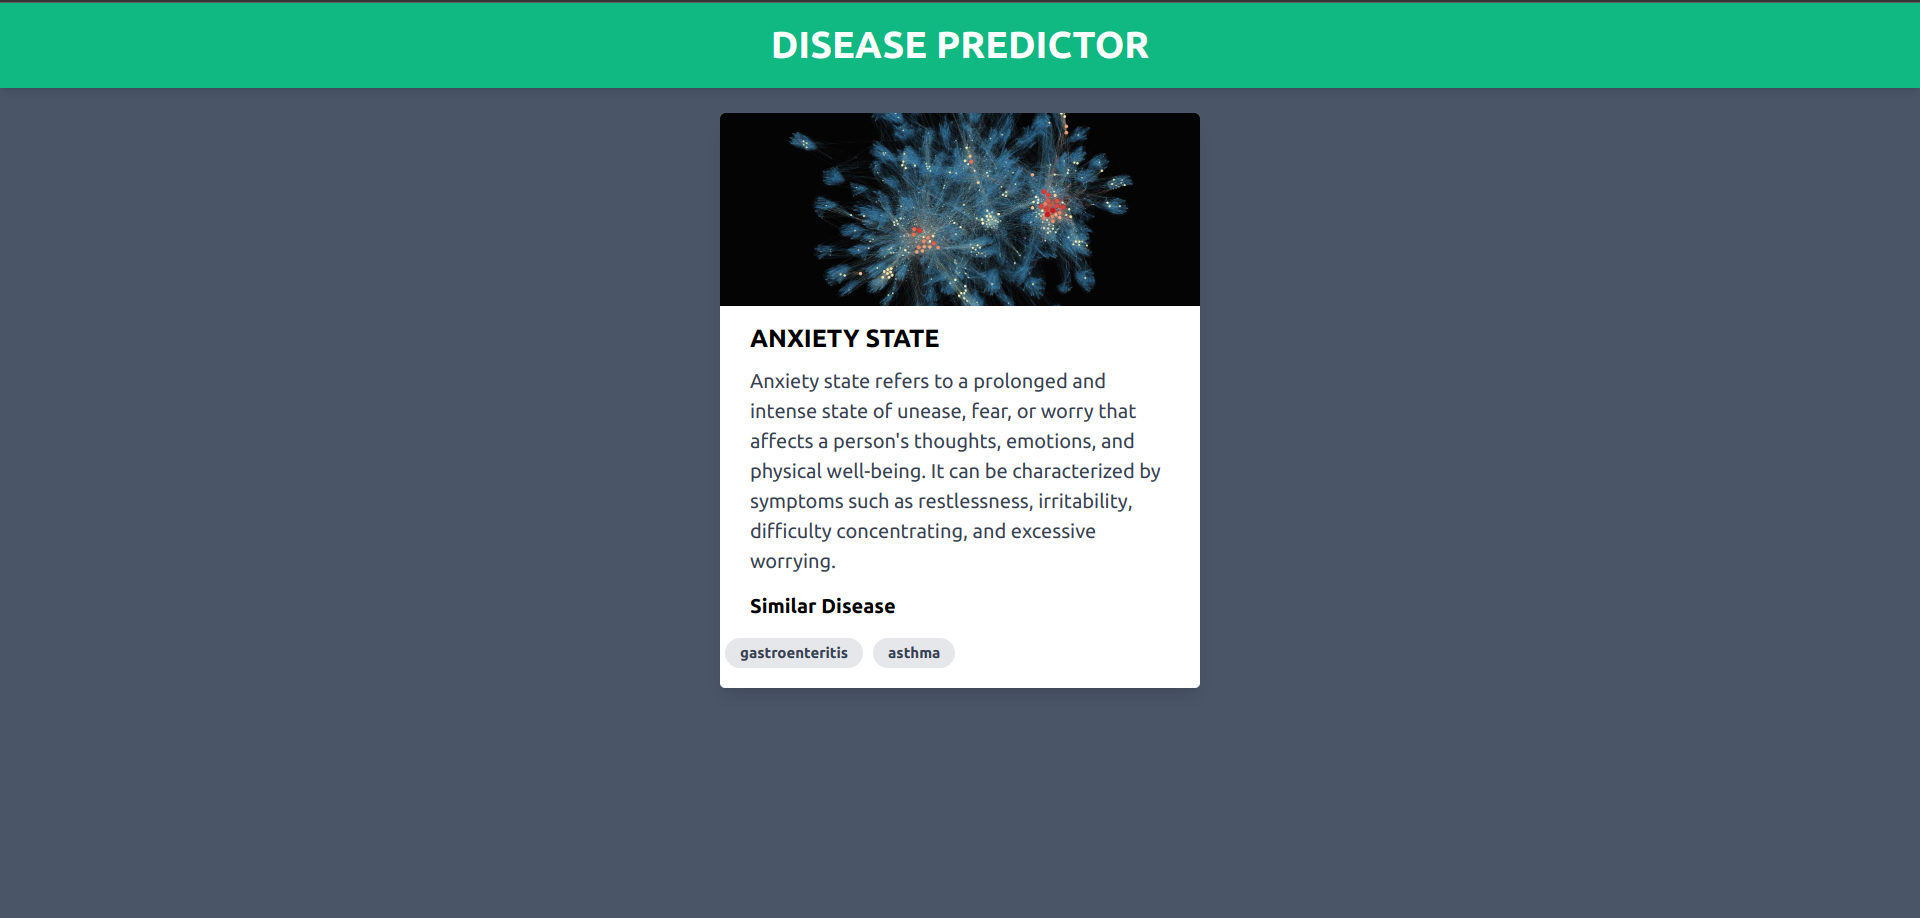 DISEASE PREDICTOR
ANXIETY STATE
Anxiety state refers to a prolonged and
intense state of unease, fear, or worry that
affects a person's thoughts, emotions, and
physical well-being. It can be characterized by
symptoms such as restlessness, irritability,
difficulty concentrating, and excessive
worrying.
Similar Disease
gastroenteritis asthma